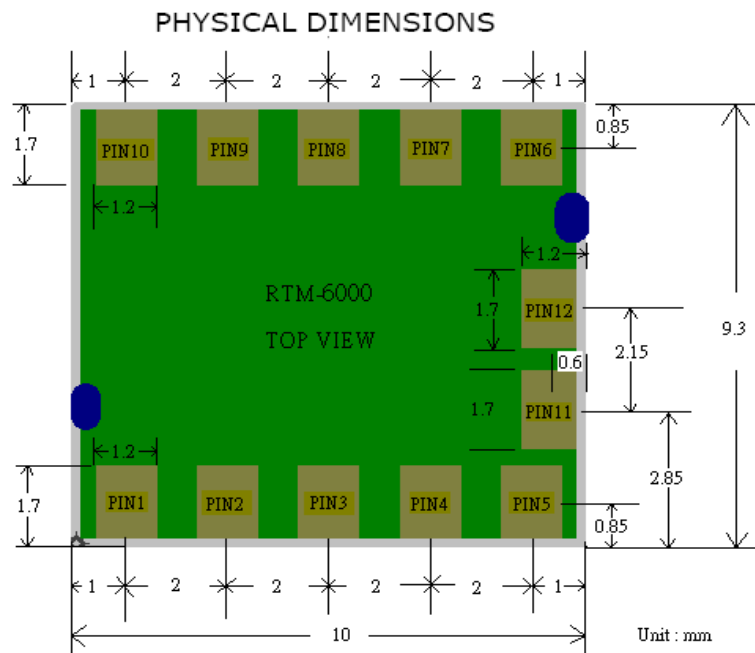 PHYSICAL DIMENSIONS
1 2 2 2 2 1
1.7 PIN10 PIN9 PIN8 PIN7 PIN6 0.85
1.2
1.2
RTM-6000 1.7 PIN12
TOP VIEW
2.15 9.3
0.6
1.7 PIN11
1.2
2.85
1.7 PIN1 PIN2 PIN3 PIN4 PIN5 0.85
1 2 2 2 2 1
10 Unit : mm